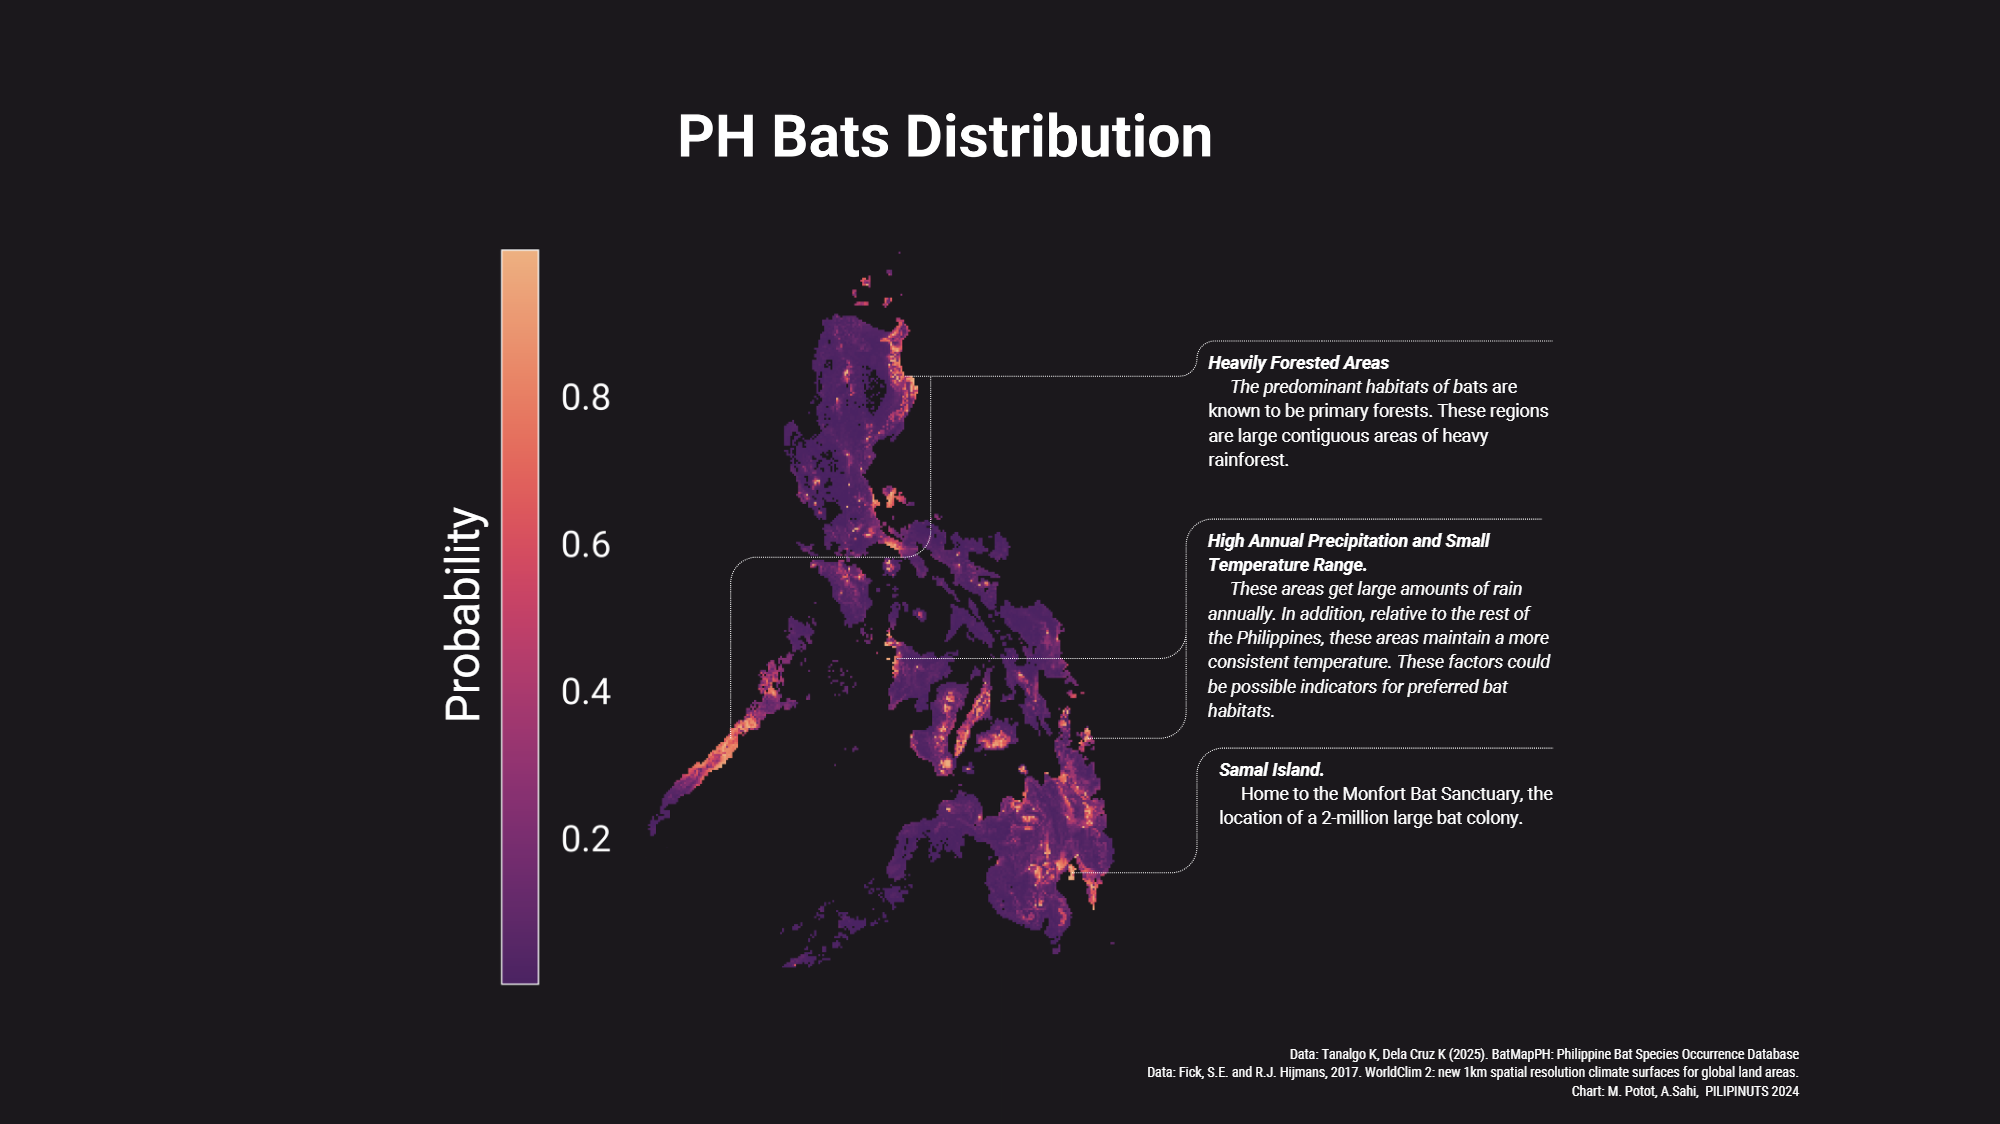 PH Bats Distribution
Probability
0.8
0.6
0.4
0.2
Heavily Forested Areas
The predominant habitats of bats are
known to be primary forests. These regions
are large contiguous areas of heavy
rainforest.
High Annual Precipitation and Small
Temperature Range.
These areas get large amounts of rain
annually. In addition, relative to the rest of
the Philippines, these areas maintain a more
consistent temperature. These factors could
be possible indicators for preferred bat
habitats.
Samal Island.
Home to the Monfort Bat Sanctuary, the
location of a 2-million large bat colony.
Data: Tanalgo K, Dela Cruz K (2025). BatMapPH: Philippine Bat Species Occurrence Database
Data: Fick, S.E. and R.J. Hijmans, 2017. WorldClim 2: new 1km spatial resolution climate surfaces for global land areas.
Chart: M. Potot, A.Sahi, PILIPINUTS 2024